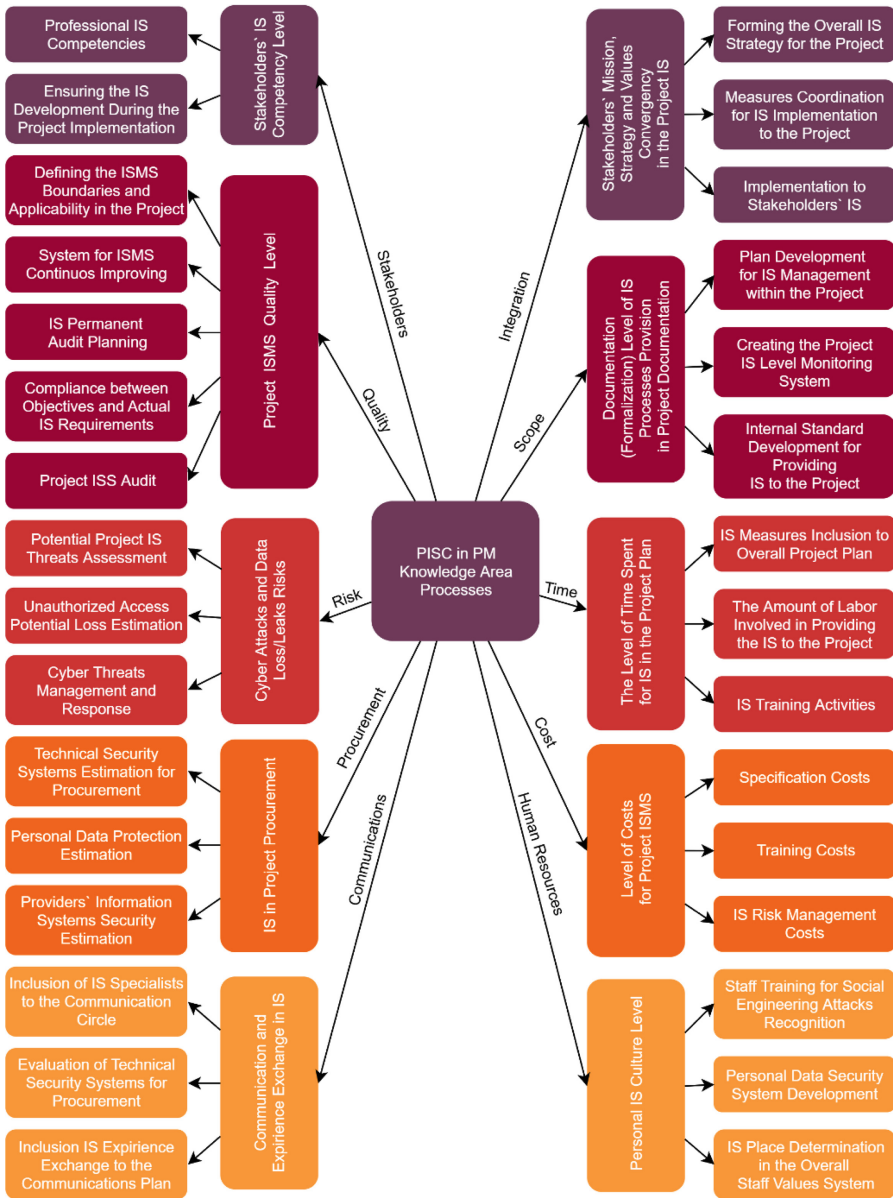 Professional IS
Competencies
Ensuring the IS
Development During the
Project Implementation
Stakeholders` IS
Competency Level
Defining the ISMS
Boundaries and
Applicability in the Project
System for ISMS
Continuos Improving
IS Permanent
Audit Planning
Compliance between
Objectives and Actual
IS Requirements
Project ISS Audit
Project ISMS Quality Level
Potential Project IS
Threats Assessment
Unauthorized Access
Potential Loss Estimation
Cyber Threats
Management and
Response
Cyber Attacks and Data
Loss/Leaks Risks
Technical Security
Systems Estimation for
Procurement
Personal Data Protection
Estimation
Providers` Information
Systems Security
Estimation
IS in Project Procurement
Inclusion of IS Specialists
to the Communication
Circle
Evaluation of Technical
Security Systems for
Procurement
Inclusion IS Expirience
Exchange to the
Communications Plan
Communication and
Expirience Exchange in IS
Stakeholders
Quality
Risk
Procurement
Communications
PISC in PM
Knowledge Area
Processes
Integration
Scope
Time
Cost
Human Resources
Stakeholders` Mission,
Strategy and Values
Convergency
in the Project IS
Forming the Overall IS
Strategy for the Project
Measures Coordination
for IS Implementation
to the Project
Implementation to
Stakeholders` IS
Documentation
(Formalization) Level of IS
Processes Provision
in Project Documentation
Plan Development
for IS Management
within the Project
Creating the Project
IS Level Monitoring
System
Internal Standard
Development for
Providing
IS to the Project
The Level of Time Spent
for IS in the Project Plan
IS Measures Inclusion to
Overall Project Plan
The Amount of Labor
Involved in Providing
the IS to the Project
IS Training Activities
Level of Costs
for Project ISMS
Specification Costs
Training Costs
IS Risk Management
Costs
Personal IS Culture Level
Staff Training for Social
Engineering Attacks
Recognition
Personal Data Security
System Development
IS Place Determination
in the Overall
Staff Values System